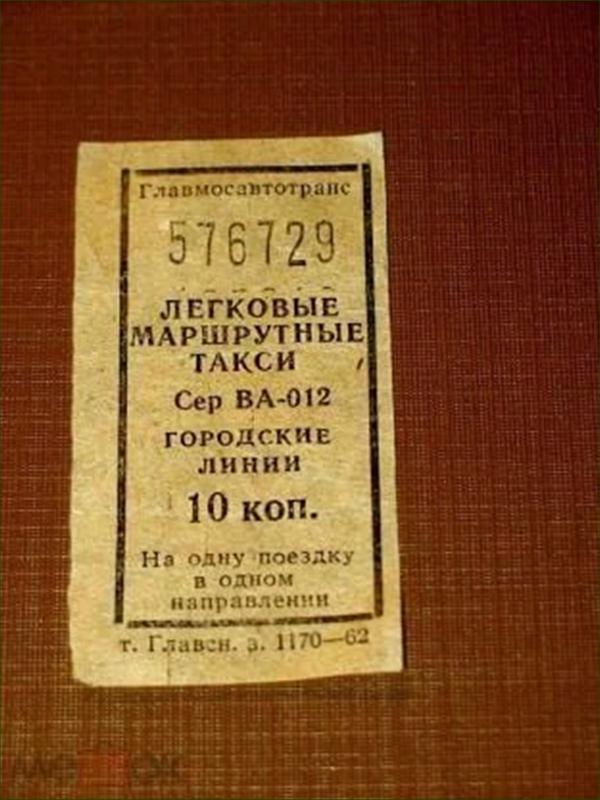 Главмосавтотранс
576729
ЛЕГКОВЫЕ
МАРШРУТНЫЕ
ТАКСИ
Сер ВА-012
ГОРОДСКИЕ
ЛИНИИ
10 коп.
На одну поездку
в одном
направлении
т. Главсн. з. 1170—62